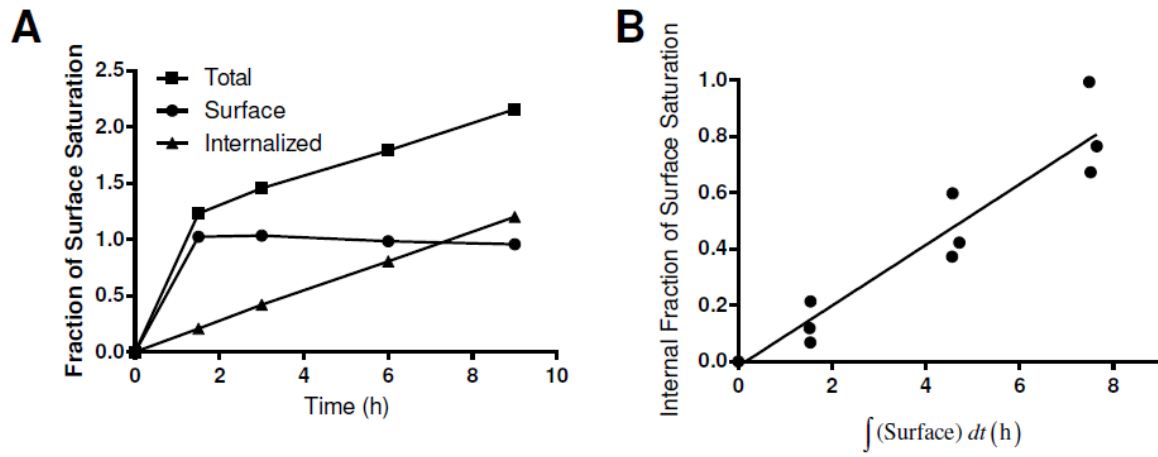 A
Fraction of Surface Saturation
2.5
2.0
1.5
1.0
0.5
0.0
Total
Surface
Internalized
0 2 4 6 8 10
Time (h)
B
Internal Fraction of Surface Saturation
1.0
0.8
0.6
0.4
0.2
0.0
0 2 4 6 8
∫(Surface) dt (h)